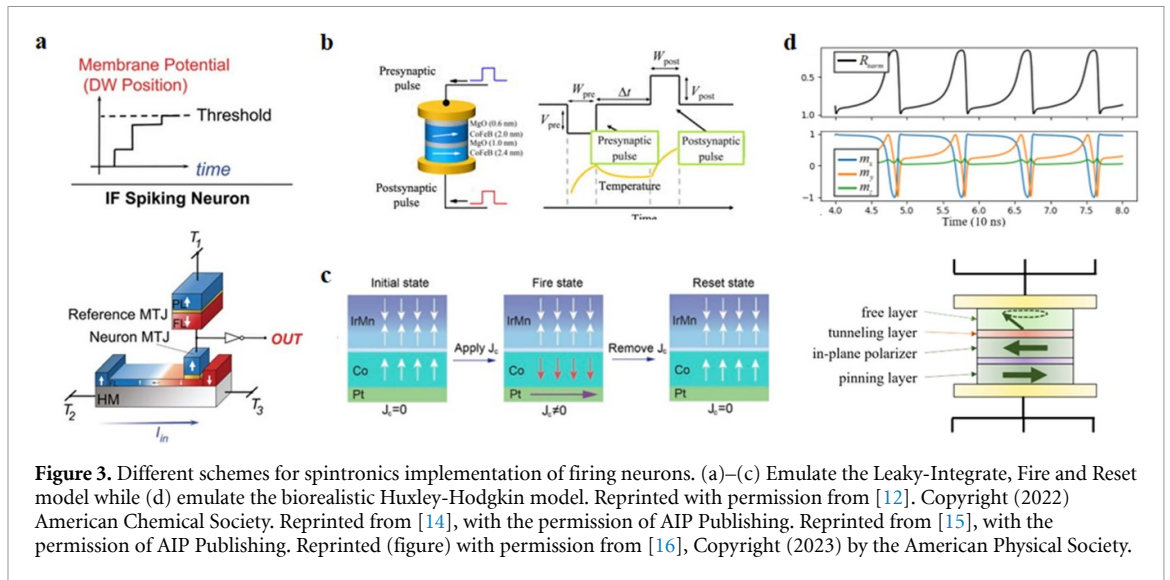 a
Membrane Potential
(DW Position)
Threshold
time
IF Spiking Neuron
T1
PL
FL
Reference MTJ
Neuron MTJ
OUT
HM
T2
T3
Iin
b
Presynaptic
pulse
MgO (0.6 nm)
CoFeB (2.0 nm)
MgO (1.0 nm)
CoFeB (2.4 nm)
Postsynaptic
pulse
Wpost
Wpre
Δt
Vpre
Vpost
Presynaptic
pulse
Postsynaptic
pulse
Temperature
Time
c
Initial state
Fire state
Reset state
IrMn
IrMn
IrMn
Apply Jc
Remove Jc
Co
Co
Co
Pt
Pt
Pt
Jc=0
Jc≠0
Jc=0
d
Rnorm
0.5
1.0
1
0
−1
mx
my
mz
4.0 4.5 5.0 5.5 6.0 6.5 7.0 7.5 8.0
Time (10 ns)
free layer
tunneling layer
in-plane polarizer
pinning layer
Figure 3. Different schemes for spintronics implementation of firing neurons. (a)–(c) Emulate the Leaky-Integrate, Fire and Reset
model while (d) emulate the biorealistic Huxley-Hodgkin model. Reprinted with permission from [12]. Copyright (2022)
American Chemical Society. Reprinted from [14], with the permission of AIP Publishing. Reprinted from [15], with the
permission of AIP Publishing. Reprinted (figure) with permission from [16], Copyright (2023) by the American Physical Society.